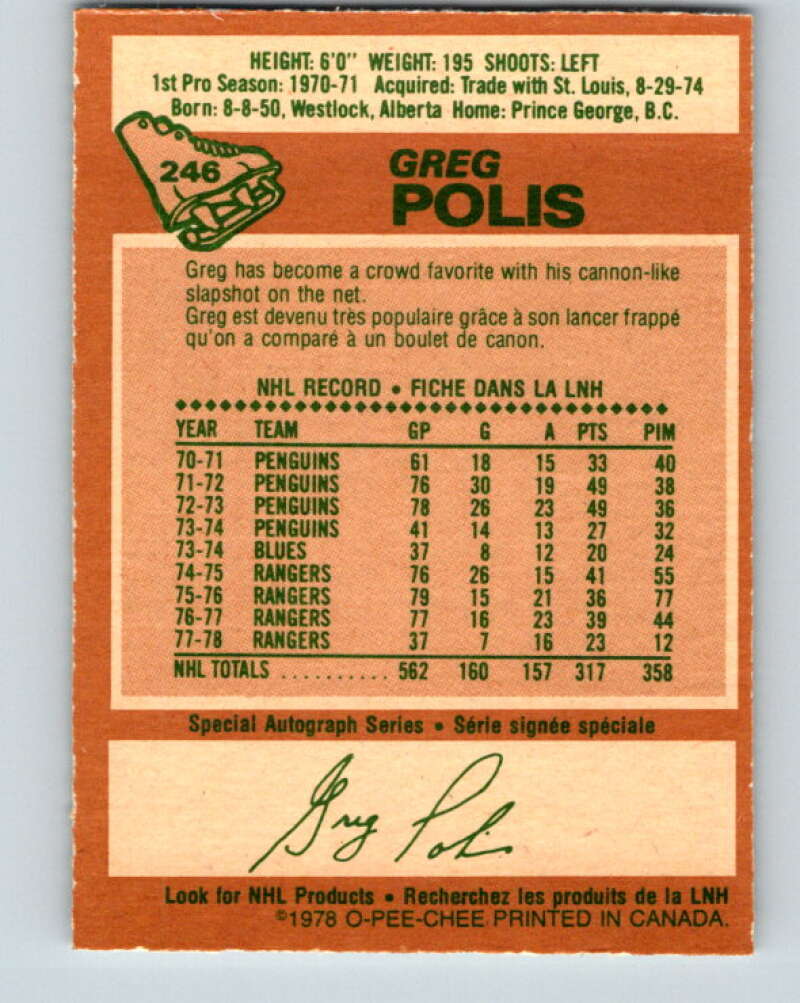 HEIGHT: 6'0" WEIGHT: 195 SHOOTS: LEFT
1st Pro Season: 1970-71 Acquired: Trade with St. Louis, 8-29-74
Born: 8-8-50, Westlock, Alberta Home: Prince George, B.C.
246
GREG
POLIS
Greg has become a crowd favorite with his cannon-like
slapshot on the net.
Greg est devenu très populaire grâce à son lancer frappé
qu'on a comparé à un boulet de canon.
NHL RECORD • FICHE DANS LA LNH
YEAR TEAM GP G A PTS PIM
70-71 PENGUINS 61 18 15 33 40
71-72 PENGUINS 76 30 19 49 38
72-73 PENGUINS 78 26 23 49 36
73-74 PENGUINS 41 14 13 27 32
73-74 BLUES 37 8 12 20 24
74-75 RANGERS 76 26 15 41 55
75-76 RANGERS 79 15 21 36 77
76-77 RANGERS 77 16 23 39 44
77-78 RANGERS 37 7 16 23 12
NHL TOTALS .......... 562 160 157 317 358
Special Autograph Series • Série signée spéciale
Greg Polis
Look for NHL Products • Recherchez les produits de la LNH
©1978 O-PEE-CHEE PRINTED IN CANADA.